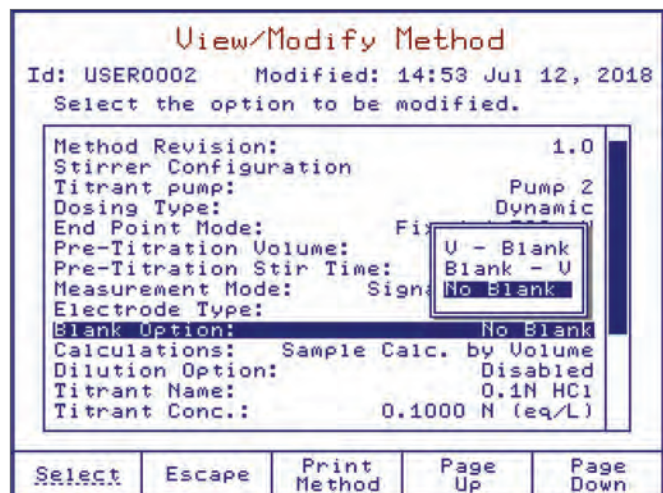 View/Modify Method
Id: USER0002 Modified: 14:53 Jul 12, 2018
Select the option to be modified.
Method Revision: 1.0
Stirrer Configuration
Titrant pump: Pump 2
Dosing Type: Dynamic
End Point Mode:
Pre-Titration Volume:
Pre-Titration Stir Time:
Measurement Mode:
Electrode Type:
V - Blank
Blank - V
No Blank
Blank Option: No Blank
Calculations: Sample Calc. by Volume
Dilution Option: Disabled
Titrant Name: 0.1N HCl
Titrant Conc.: 0.1000 N (eq/L)
Select Escape Print Method Page Up Page Down